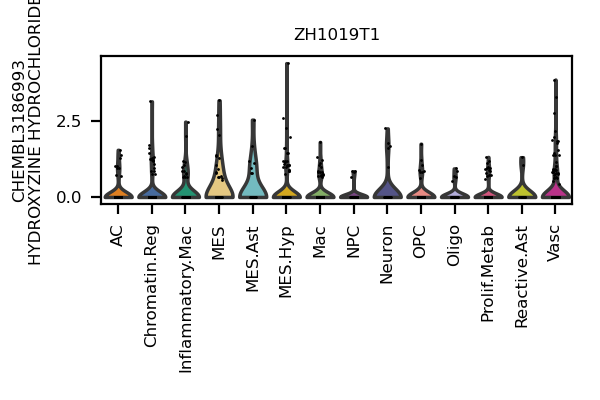 ZH1019T1
CHEMBL3186993
HYDROXYZINE HYDROCHLORIDE
2.5
0.0
AC
Chromatin.Reg
Inflammatory.Mac
MES
MES.Ast
MES.Hyp
Mac
NPC
Neuron
OPC
Oligo
Prolif.Metab
Reactive.Ast
Vasc